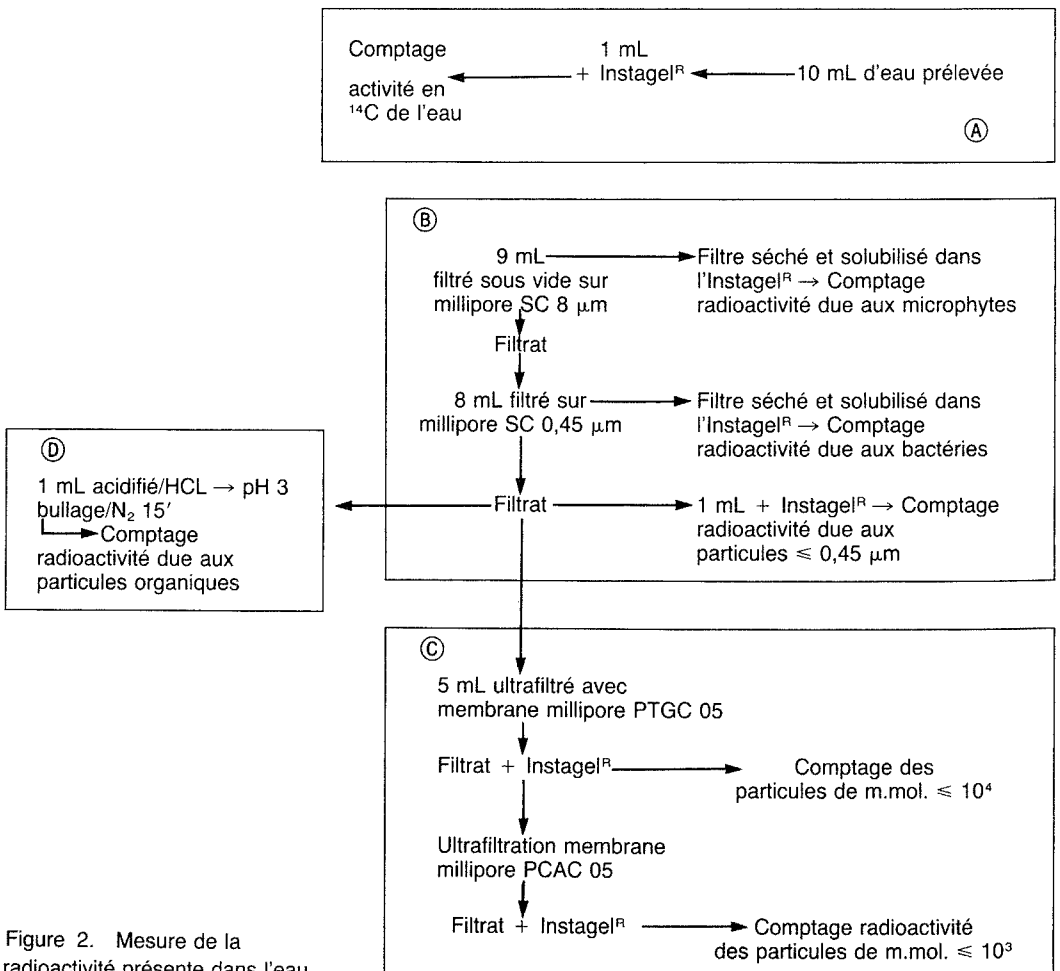 Comptage
activité en
¹⁴C de l'eau
1 mL
+ Instagelᴿ
10 mL d'eau prélevée
Ⓐ
Ⓑ
9 mL
filtré sous vide sur
millipore SC 8 µm
Filtre séché et solubilisé dans
l'Instagelᴿ → Comptage
radioactivité due aux microphytes
Filtrat
8 mL filtré sur
millipore SC 0,45 µm
Filtre séché et solubilisé dans
l'Instagelᴿ → Comptage
radioactivité due aux bactéries
Filtrat
1 mL + Instagelᴿ → Comptage
radioactivité due aux
particules ⩽ 0,45 µm
Ⓓ
1 mL acidifié/HCL → pH 3
bullage/N₂ 15′
Comptage
radioactivité due aux
particules organiques
Ⓒ
5 mL ultrafiltré avec
membrane millipore PTGC 05
Filtrat + Instagelᴿ
Comptage des
particules de m.mol. ⩽ 10⁴
Ultrafiltration membrane
millipore PCAC 05
Filtrat + Instagelᴿ
Comptage radioactivité
des particules de m.mol. ⩽ 10³
Figure 2. Mesure de la
radioactivité présente dans l'eau